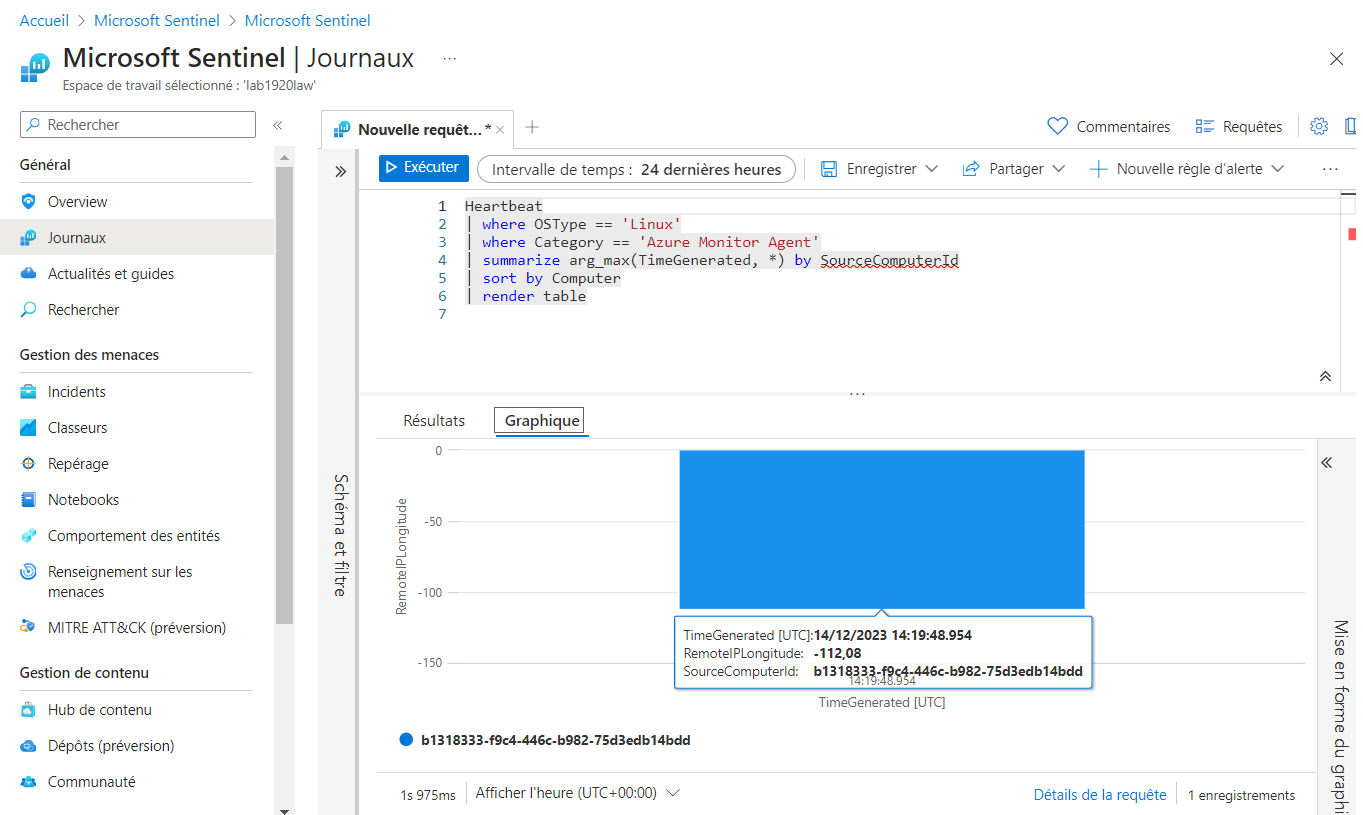 Accueil > Microsoft Sentinel > Microsoft Sentinel
Microsoft Sentinel | Journaux ...
Espace de travail sélectionné : 'lab1920law'
Rechercher
Général
Overview
Journaux
Actualités et guides
Rechercher
Gestion des menaces
Incidents
Classeurs
Repérage
Notebooks
Comportement des entités
Renseignement sur les
menaces
MITRE ATT&CK (préversion)
Gestion de contenu
Hub de contenu
Dépôts (préversion)
Communauté
Nouvelle requêt... *
Commentaires
Requêtes
Exécuter
Intervalle de temps : 24 dernières heures
Enregistrer
Partager
Nouvelle règle d'alerte
...
1 Heartbeat
2 | where OSType == 'Linux'
3 | where Category == 'Azure Monitor Agent'
4 | summarize arg_max(TimeGenerated, *) by SourceComputerId
5 | sort by Computer
6 | render table
7
Schéma et filtre
Résultats
Graphique
RemoteIPLongitude
0
-50
-100
-150
TimeGenerated [UTC]:14/12/2023 14:19:48.954
RemoteIPLongitude: -112,08
SourceComputerId: b1318333-f9c4-446c-b982-75d3edb14bdd
14:19:48.954
TimeGenerated [UTC]
b1318333-f9c4-446c-b982-75d3edb14bdd
Mise en forme du graphi
1s 975ms
Afficher l'heure (UTC+00:00)
Détails de la requête
1 enregistrements